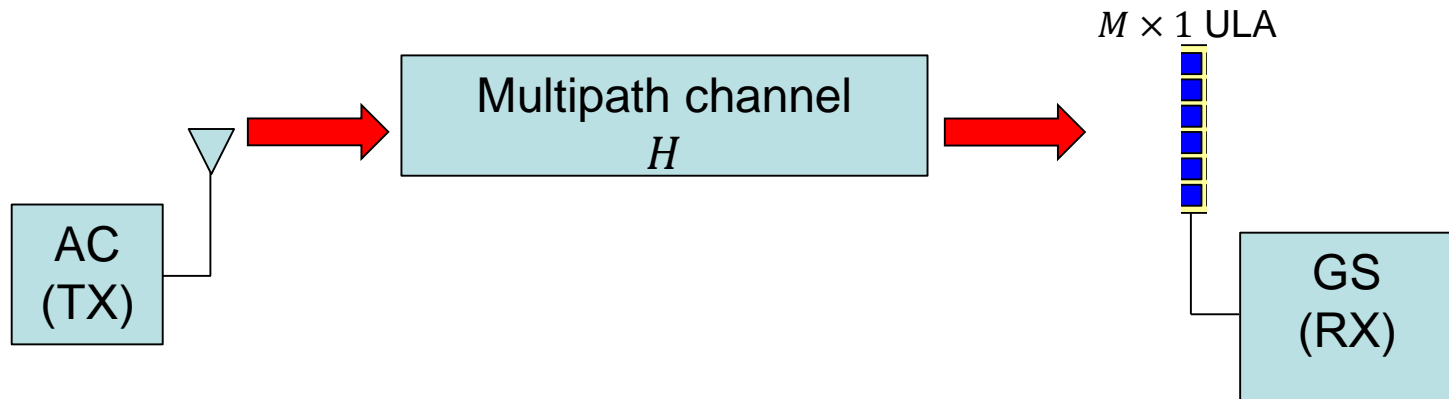 M × 1 ULA
Multipath channel
H
AC
(TX)
GS
(RX)